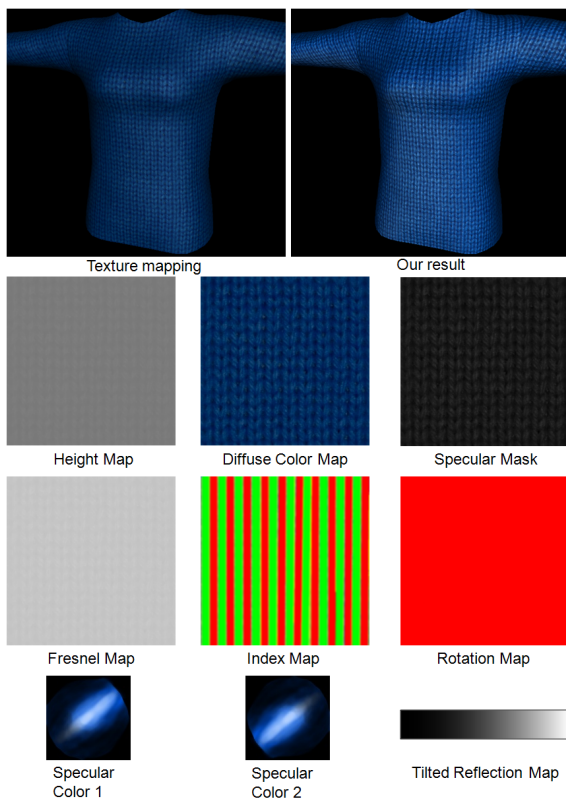 Texture mapping
Our result
Height Map
Diffuse Color Map
Specular Mask
Fresnel Map
Index Map
Rotation Map
Specular
Color 1
Specular
Color 2
Tilted Reflection Map